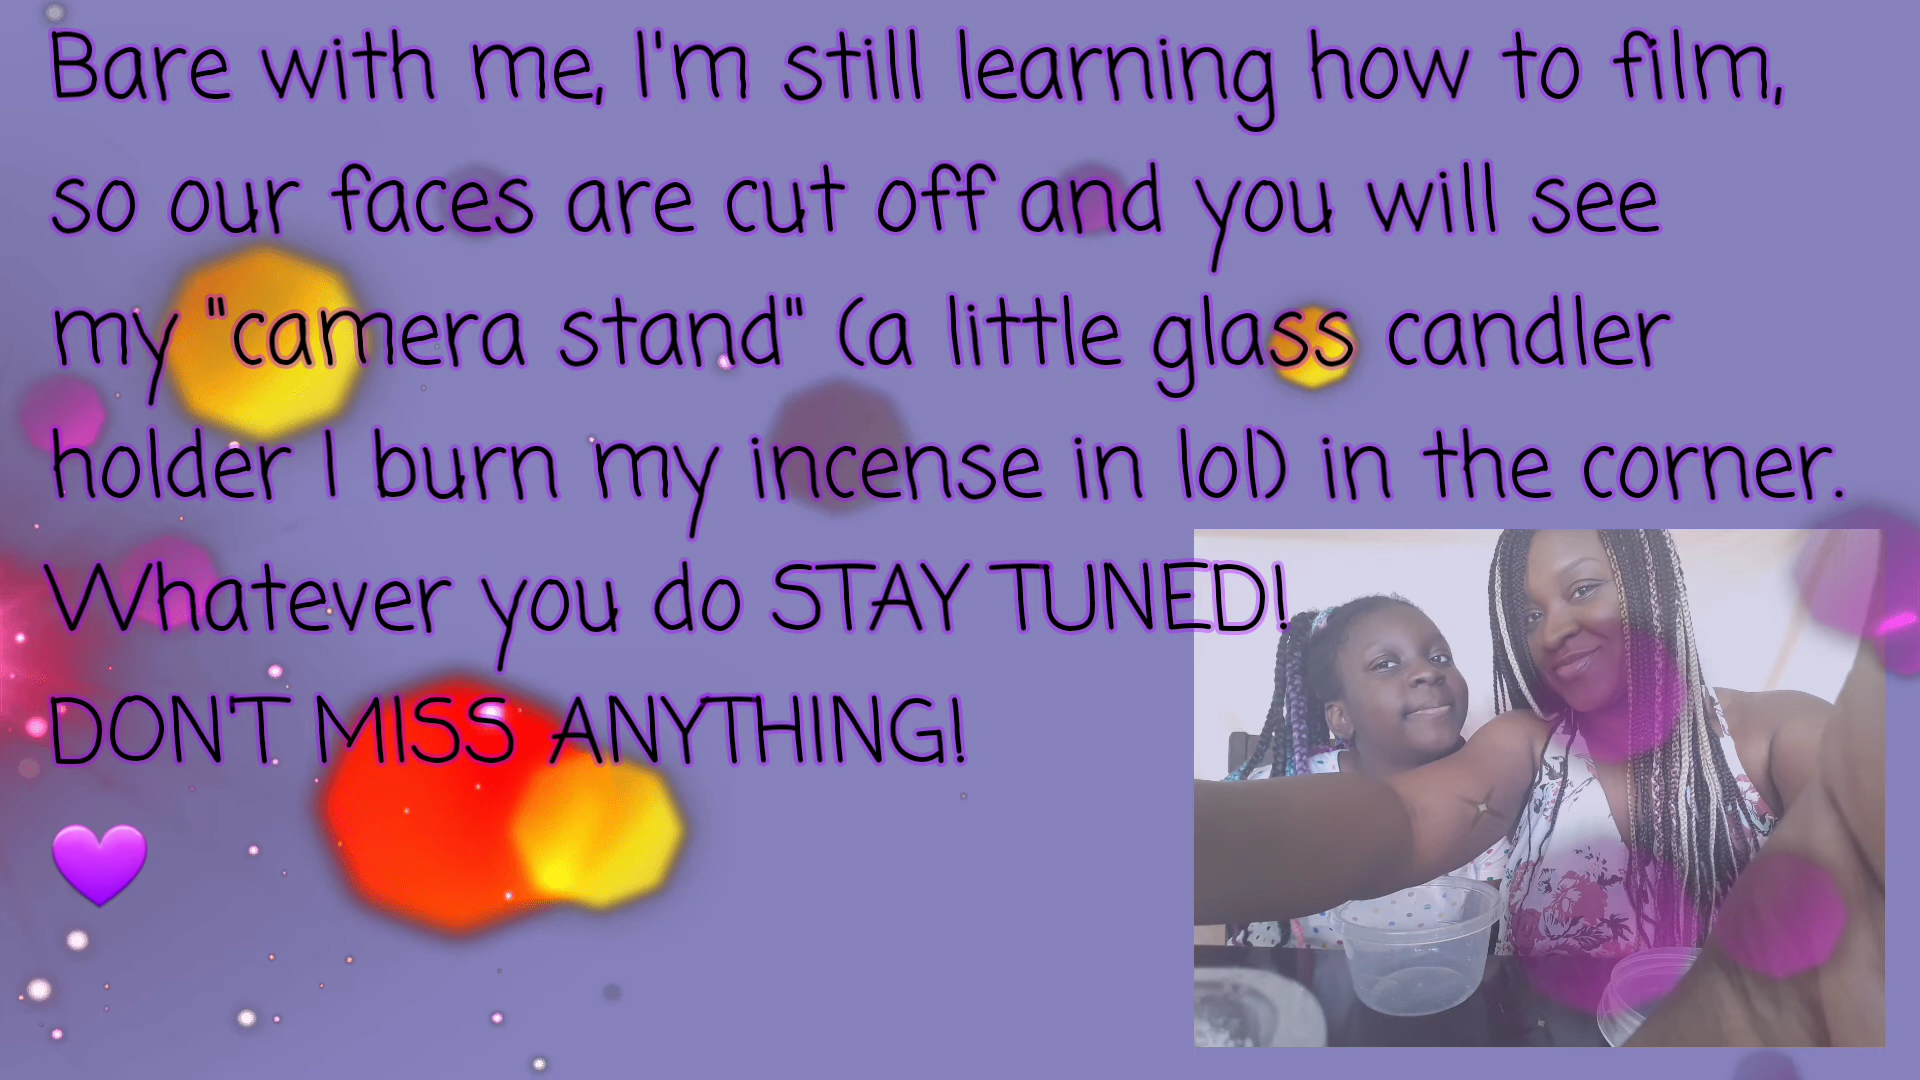 Bare with me, I'm still learning how to film,
so our faces are cut off and you will see
my "camera stand" (a little glass candler
holder I burn my incense in lol) in the corner.
Whatever you do STAY TUNED!
DON'T MISS ANYTHING!
💜